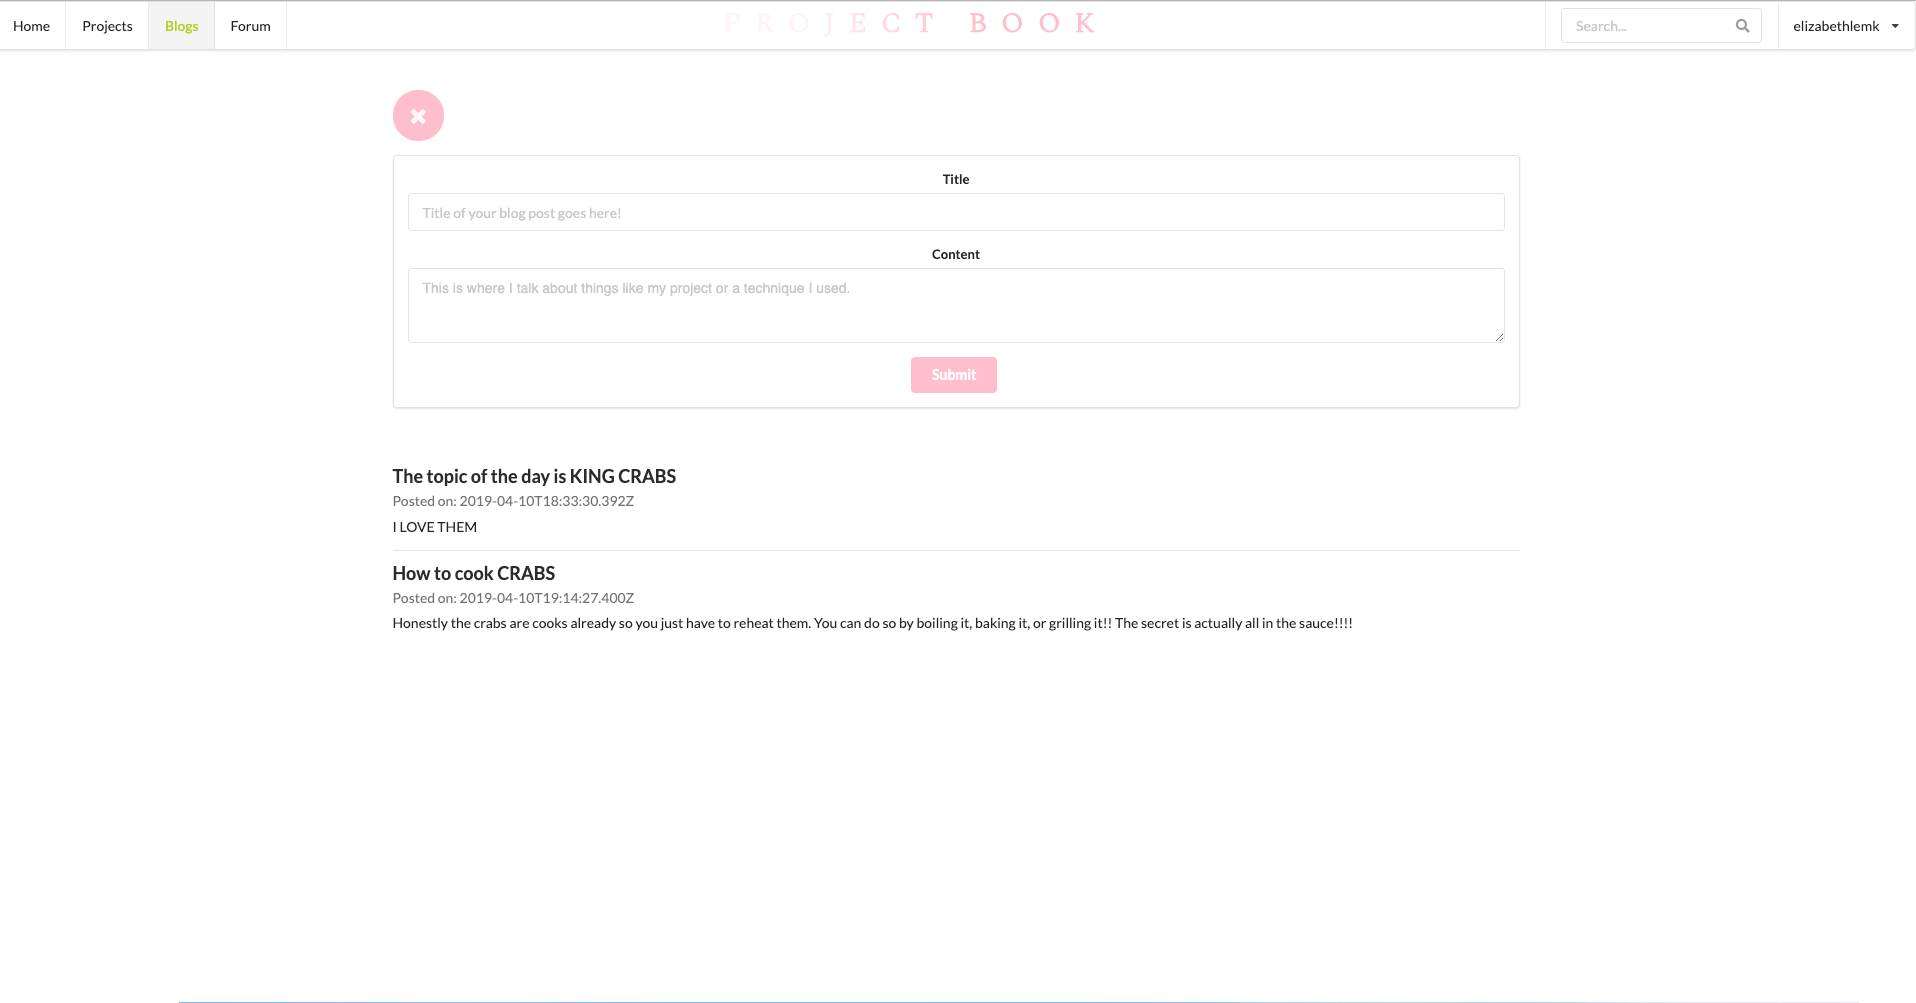 Home Projects Blogs Forum PROJECT BOOK Search... elizabethlemk
Title
Title of your blog post goes here!
Content
This is where I talk about things like my project or a technique I used.
Submit
The topic of the day is KING CRABS
Posted on: 2019-04-10T18:33:30.392Z
I LOVE THEM
How to cook CRABS
Posted on: 2019-04-10T19:14:27.400Z
Honestly the crabs are cooks already so you just have to reheat them. You can do so by boiling it, baking it, or grilling it!! The secret is actually all in the sauce!!!!